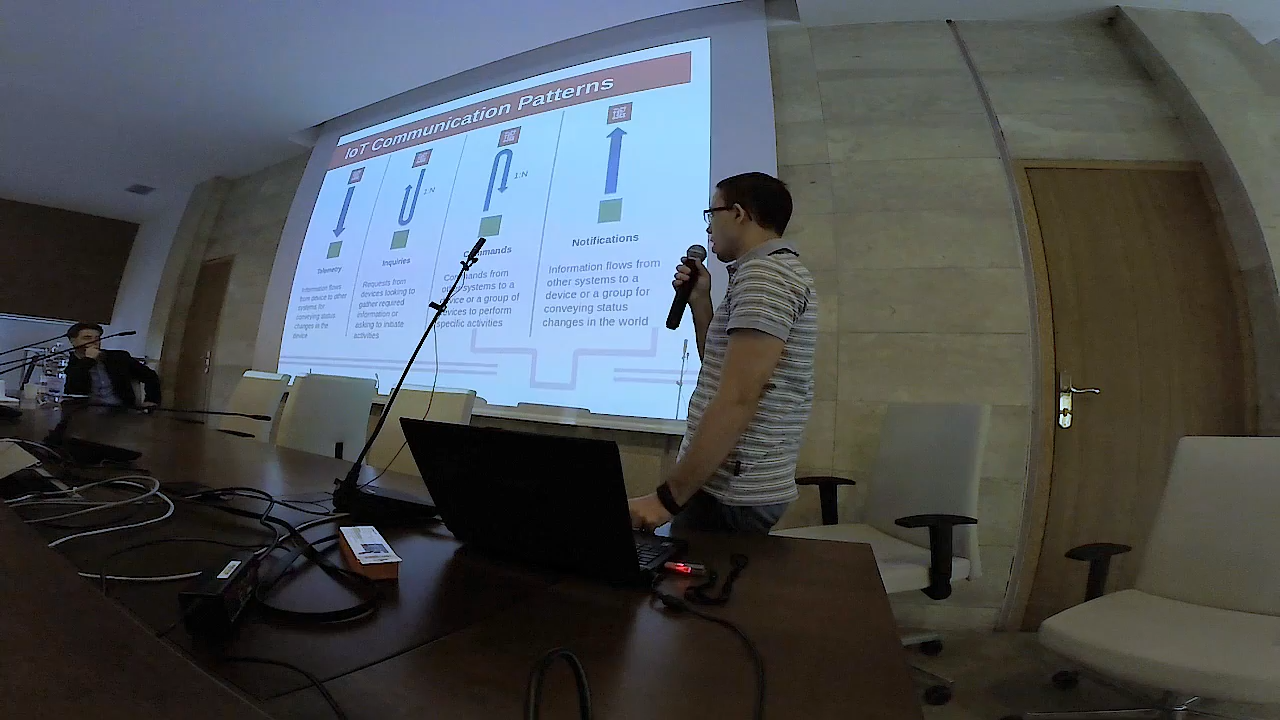 IoT Communication Patterns
1:N
1:N
Telemetry
Information flows
from device to other
systems for
conveying status
changes in the
device
Inquiries
Requests from
devices looking to
gather required
information or
asking to initiate
activities
Commands
Commands from
other systems to a
device or a group of
devices to perform
specific activities
Notifications
Information flows from
other systems to a
device or a group for
conveying status
changes in the world